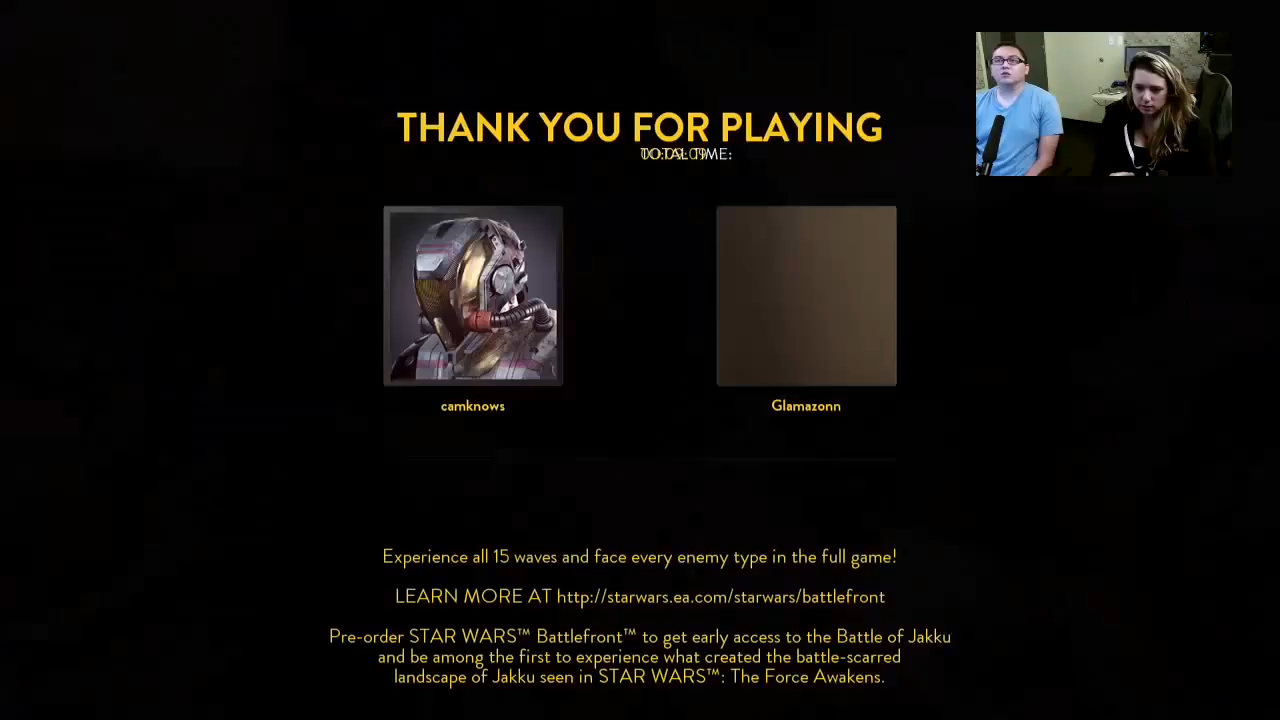 THANK YOU FOR PLAYING
TOTAL TIME:
camknows
Glamazonn
Experience all 15 waves and face every enemy type in the full game!
LEARN MORE AT http://starwars.ea.com/starwars/battlefront
Pre-order STAR WARS™ Battlefront™ to get early access to the Battle of Jakku
and be among the first to experience what created the battle-scarred
landscape of Jakku seen in STAR WARS™: The Force Awakens.